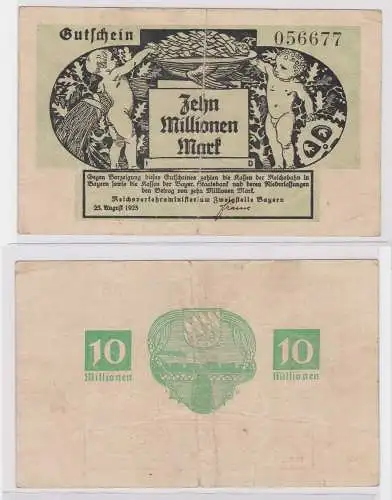 Gutschein
056677
Zehn
Millionen
Mark
Gegen Vorzeigung dieses Gutscheines zahlen die Kassen der Reichsbahn in
Bayern sowie die Kassen der Bayer. Staatsbank und deren Niederlassungen
den Betrag von zehn Millionen Mark.
Reichsverkehrsministerium Zweigstelle Bayern
25. August 1923
10
Millionen
10
Millionen